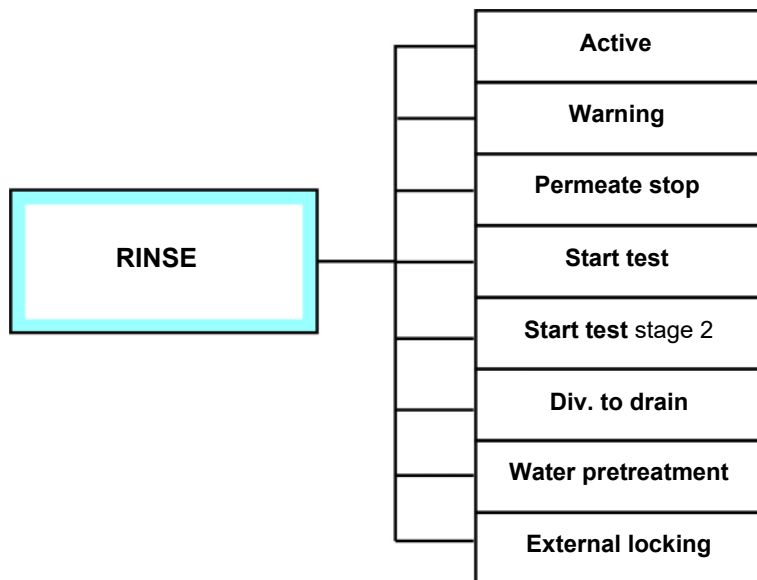 Active
Warning
Permeate stop
RINSE
Start test
Start test stage 2
Div. to drain
Water pretreatment
External locking